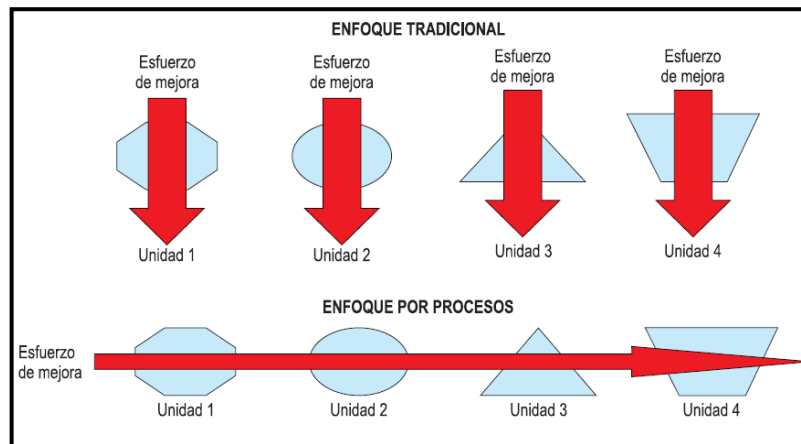 ENFOQUE TRADICIONAL
Esfuerzo
de mejora
Esfuerzo
de mejora
Esfuerzo
de mejora
Esfuerzo
de mejora
Unidad 1
Unidad 2
Unidad 3
Unidad 4
ENFOQUE POR PROCESOS
Esfuerzo
de mejora
Unidad 1
Unidad 2
Unidad 3
Unidad 4